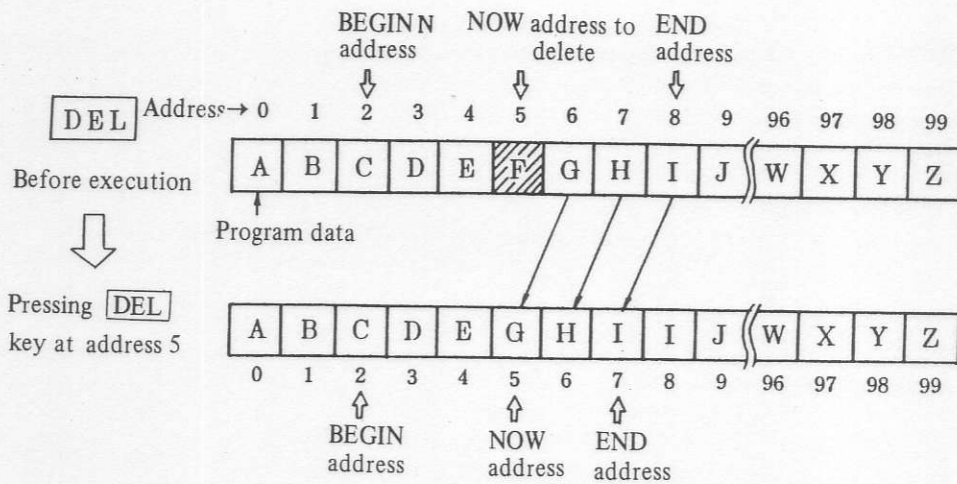 BEGIN N address
NOW address to delete
END address
DEL
Address→ 0 1 2 3 4 5 6 7 8 9 96 97 98 99
Before execution
A B C D E F G H I J W X Y Z
Program data
Pressing DEL key at address 5
A B C D E G H I I J W X Y Z
0 1 2 3 4 5 6 7 8 9 96 97 98 99
BEGIN address
NOW address
END address